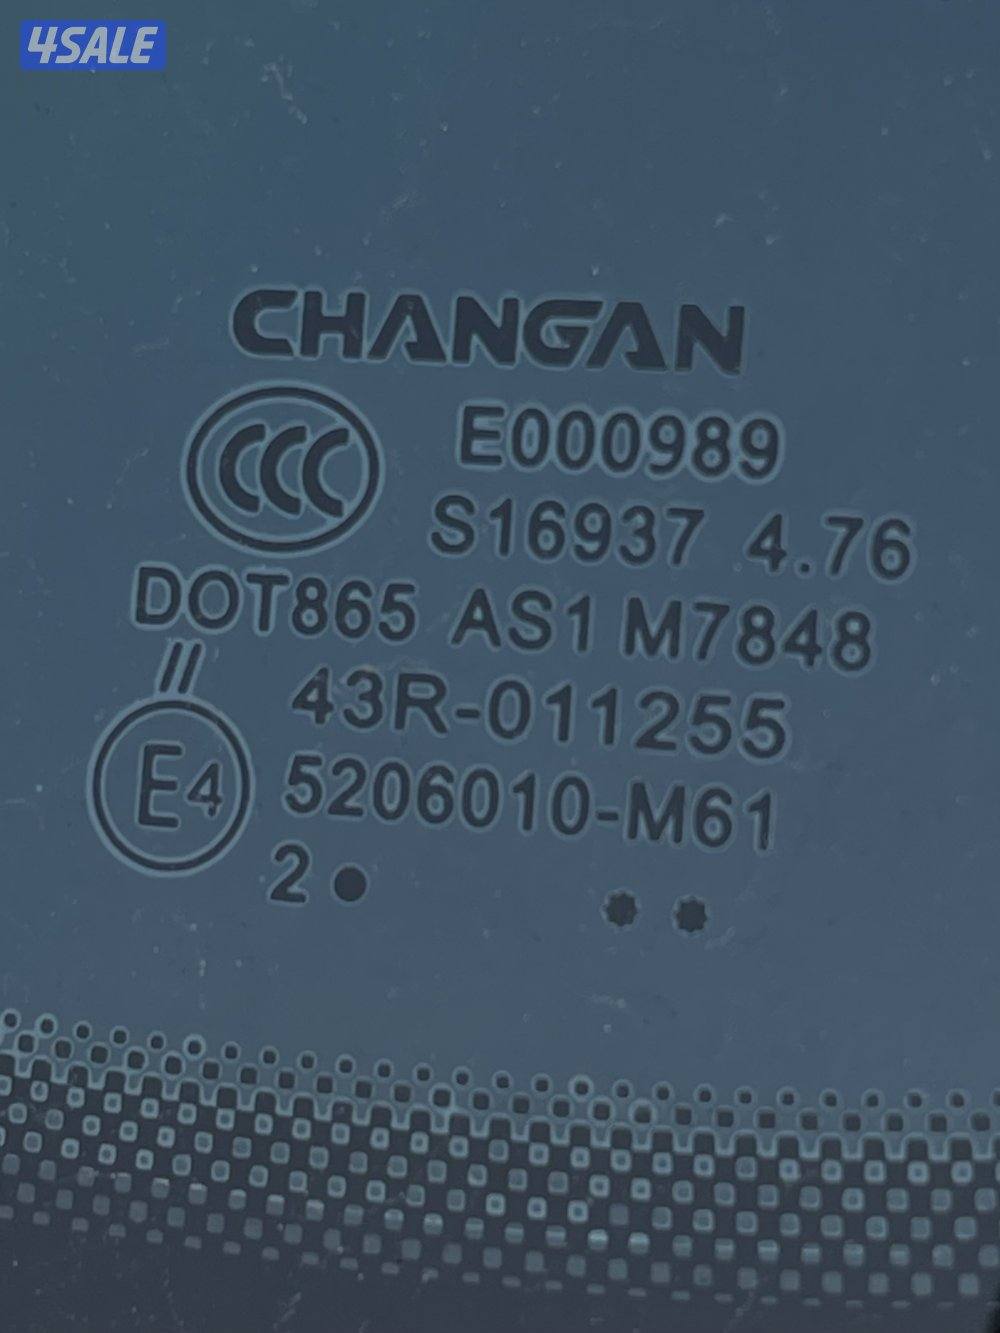 4SALE
CHANGAN
CCC E000989
S16937 4.76
DOT865 AS1 M7848
// 43R-011255
E4 5206010-M61
2